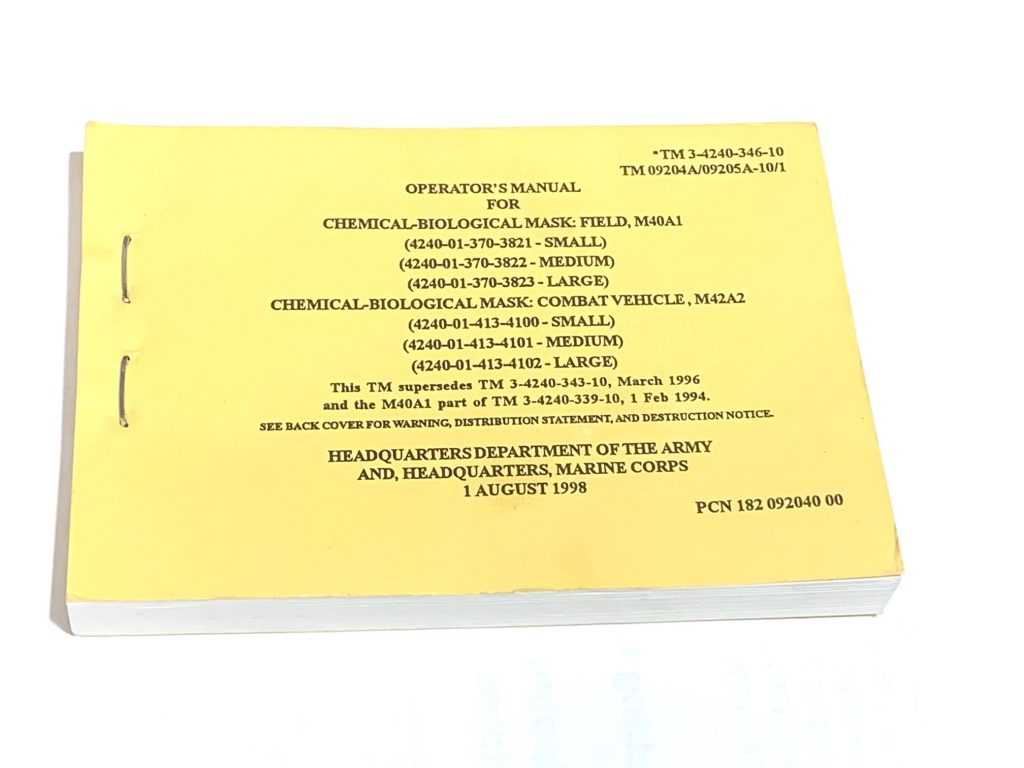 *TM 3-4240-346-10
TM 09204A/09205A-10/1
OPERATOR'S MANUAL
FOR
CHEMICAL-BIOLOGICAL MASK: FIELD, M40A1
(4240-01-370-3821 - SMALL)
(4240-01-370-3822 - MEDIUM)
(4240-01-370-3823 - LARGE)
CHEMICAL-BIOLOGICAL MASK: COMBAT VEHICLE , M42A2
(4240-01-413-4100 - SMALL)
(4240-01-413-4101 - MEDIUM)
(4240-01-413-4102 - LARGE)
This TM supersedes TM 3-4240-343-10, March 1996
and the M40A1 part of TM 3-4240-339-10, 1 Feb 1994.
SEE BACK COVER FOR WARNING, DISTRIBUTION STATEMENT, AND DESTRUCTION NOTICE.
HEADQUARTERS DEPARTMENT OF THE ARMY
AND, HEADQUARTERS, MARINE CORPS
1 AUGUST 1998
PCN 182 092040 00